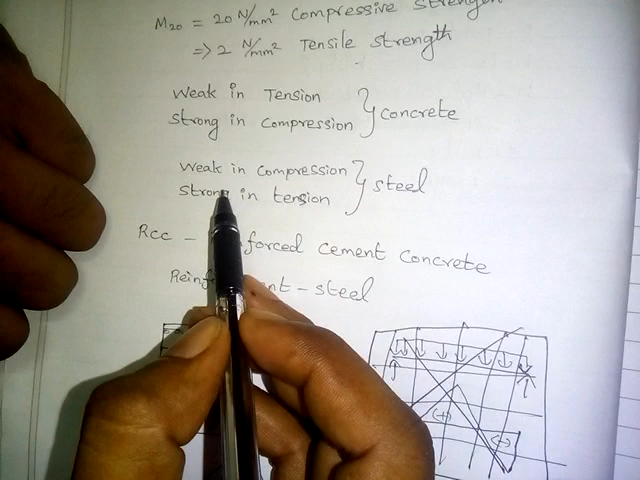 M20 = 20 N/mm² Compressive Strength
=> 2 N/mm² Tensile Strength
Weak in Tension
Strong in Compression } Concrete
Weak in Compression
Strong in tension } Steel
RCC - forced cement concrete
Reinf nt - steel
(+) (-)